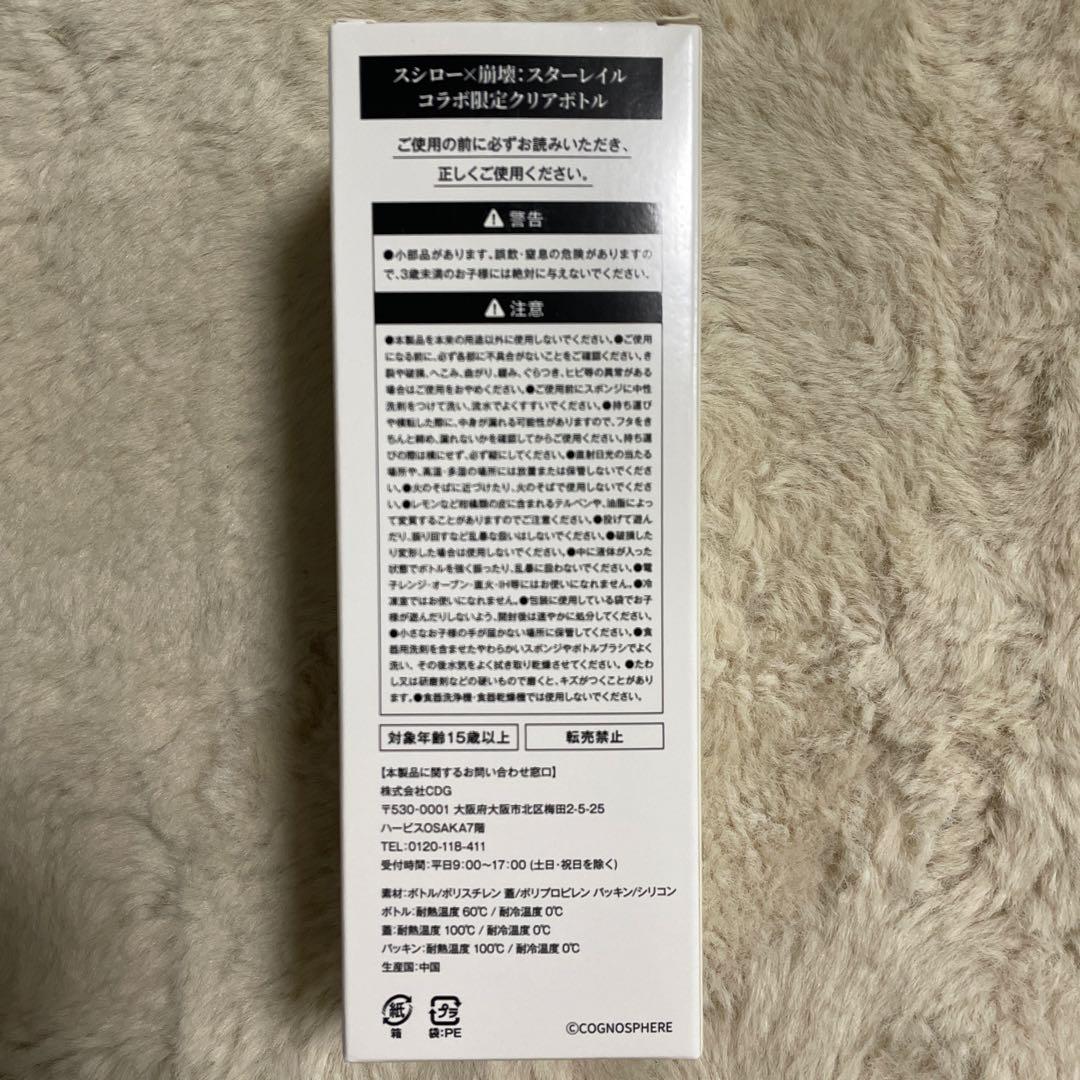 スシロー×崩壊:スターレイル
コラボ限定クリアボトル
ご使用の前に必ずお読みいただき、
正しくご使用ください。
⚠ 警告
●小部品があります、誤飲・窒息の危険がありますの
で、3歳未満のお子様には絶対に与えないでください。
⚠ 注意
●本製品を本来の用途以外に使用しないでください。●ご使用
になる前に、必ず各部に不具合がないことをご確認ください。き
裂や破損、へこみ、曲がり、緩み、ぐらつき、ヒビ等の異常がある
場合はご使用をおやめください。●ご使用前にスポンジに中性
洗剤をつけて洗い、流水でよくすすいでください。●持ち運び
や横転した際に、中身が漏れる可能性がありますので、フタをき
ちんと締め、漏れないかを確認してからご使用ください。持ち運
びの際は横にせず、必ず縦にしてください。●直射日光の当たる
場所や、高温・多湿の場所には放置または保管しないでくださ
い。●火のそばに近づけたり、火のそばで使用しないでくださ
い。●レモンなど柑橘類の皮に含まれるテルペンや、油脂によっ
て変質することがありますのでご注意ください。●投げて遊ん
だり、振り回すなど乱暴な扱いはしないでください。●破損した
り変形した場合は使用しないでください。●中に液体が入った
状態でボトルを強く振ったり、乱暴に扱わないでください。●電
子レンジ・オーブン・直火・IH等にはお使いになれません。●冷
凍室ではお使いになれません。●包装に使用している袋でお子
様が遊んだりしないよう、開封後は速やかに処分してください。
●小さなお子様の手が届かない場所に保管してください。●食
器用洗剤を含ませたやわらかいスポンジやボトルブラシでよく
洗い、その後水気をよく拭き取り乾燥させてください。●たわ
し又は研磨剤などの硬いもので磨くと、キズがつくことがあり
ます。●食器洗浄機・食器乾燥機では使用しないでください。
対象年齢15歳以上 転売禁止
【本製品に関するお問い合わせ窓口】
株式会社CDG
〒530-0001 大阪府大阪市北区梅田2-5-25
ハービスOSAKA7階
TEL:0120-118-411
受付時間:平日9:00〜17:00 (土日・祝日を除く)
素材:ボトル/ポリスチレン 蓋/ポリプロピレン パッキン/シリコン
ボトル:耐熱温度 60℃ / 耐冷温度 0℃
蓋:耐熱温度 100℃ / 耐冷温度 0℃
パッキン:耐熱温度 100℃ / 耐冷温度 0℃
生産国:中国
紙 プラ
箱 袋:PE
©COGNOSPHERE